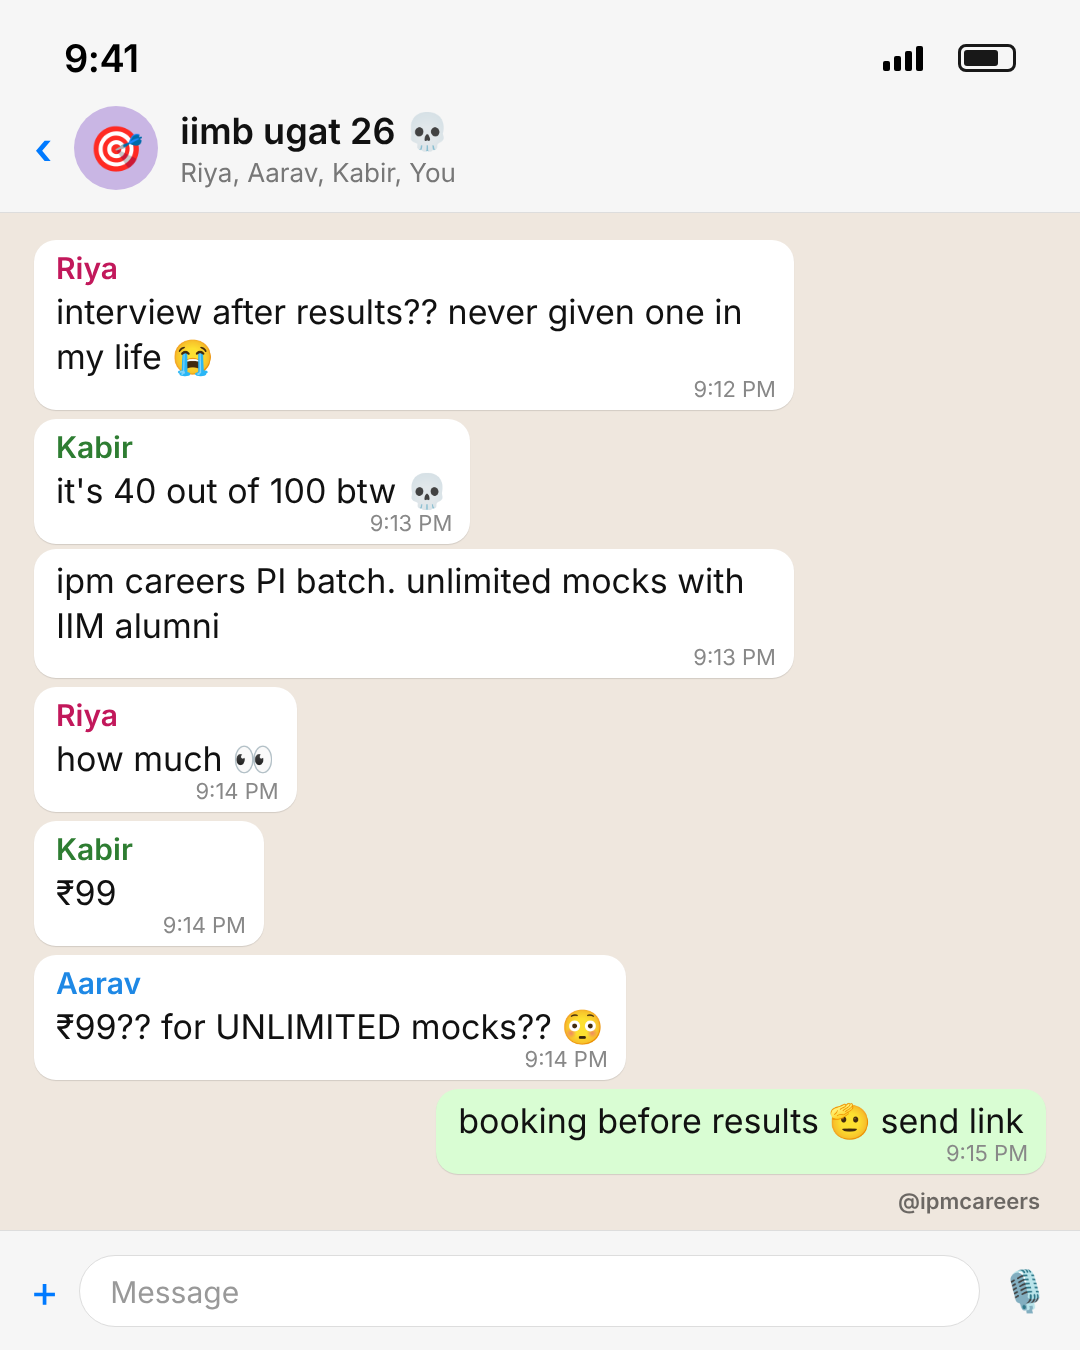 9:41
iimb ugat 26 💀
Riya, Aarav, Kabir, You
Riya
interview after results?? never given one in
my life 😭
9:12 PM
Kabir
it's 40 out of 100 btw 💀
9:13 PM
ipm careers PI batch. unlimited mocks with
IIM alumni
9:13 PM
Riya
how much 👀
9:14 PM
Kabir
₹99
9:14 PM
Aarav
₹99?? for UNLIMITED mocks?? 😳
9:14 PM
booking before results 🫡 send link
9:15 PM
@ipmcareers
+ Message